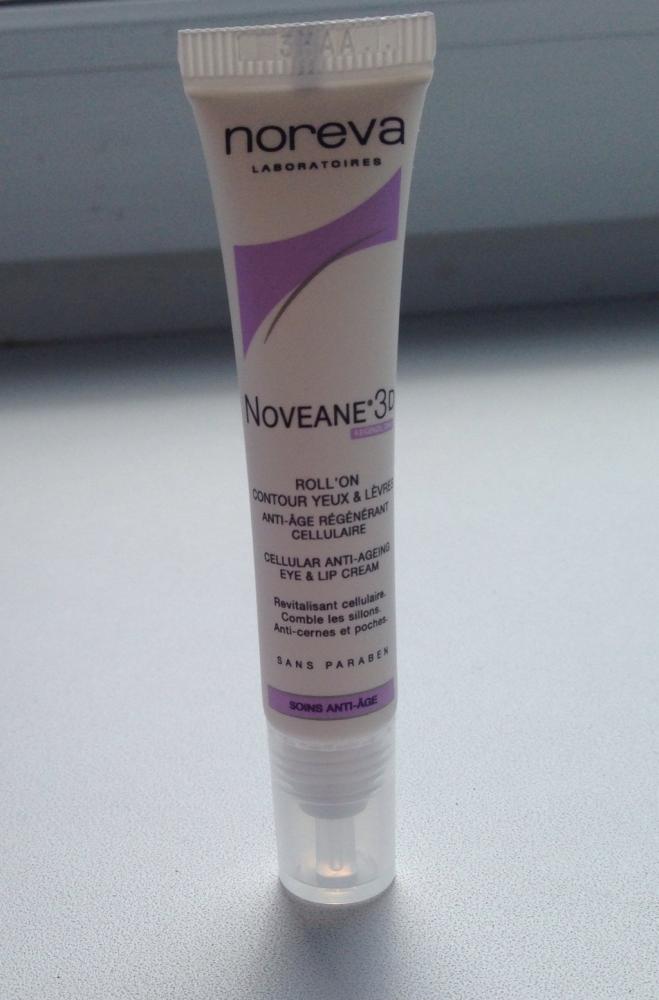 noreva
LABORATOIRES
NOVEANE® 3D
ROLL'ON
CONTOUR YEUX & LÈVRES
ANTI-ÂGE RÉGÉNÉRANT
CELLULAIRE
CELLULAR ANTI-AGEING
EYE & LIP CREAM
Revitalisant cellulaire.
Comble les sillons.
Anti-cernes et poches.
SANS PARABEN
SOINS ANTI-ÂGE